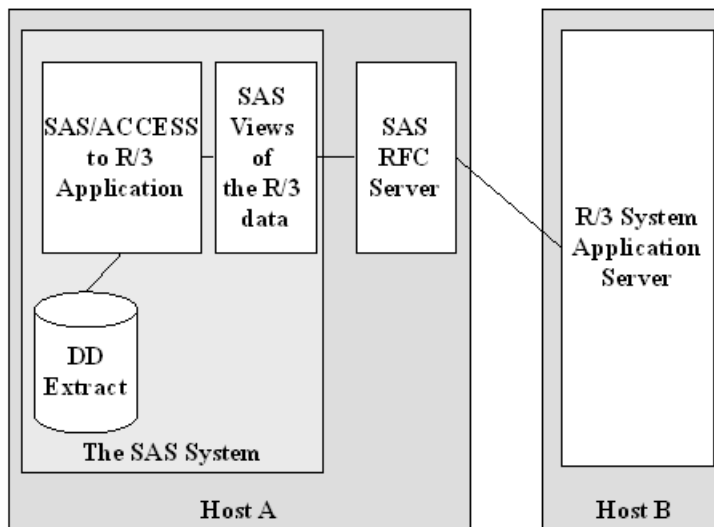 SAS/ACCESS
to R/3
Application
SAS
Views
of
the R/3
data
SAS
RFC
Server
R/3 System
Application
Server
DD
Extract
The SAS System
Host A
Host B